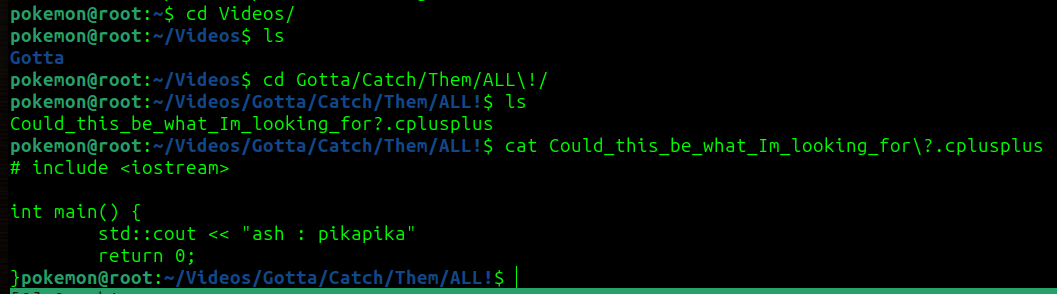 pokemon@root:~$ cd Videos/
pokemon@root:~/Videos$ ls
Gotta
pokemon@root:~/Videos$ cd Gotta/Catch/Them/ALL\!/
pokemon@root:~/Videos/Gotta/Catch/Them/ALL!$ ls
Could_this_be_what_Im_looking_for?.cplusplus
pokemon@root:~/Videos/Gotta/Catch/Them/ALL!$ cat Could_this_be_what_Im_looking_for\?.cplusplus
# include <iostream>
int main() {
        std::cout << "ash : pikapika"
        return 0;
}pokemon@root:~/Videos/Gotta/Catch/Them/ALL!$